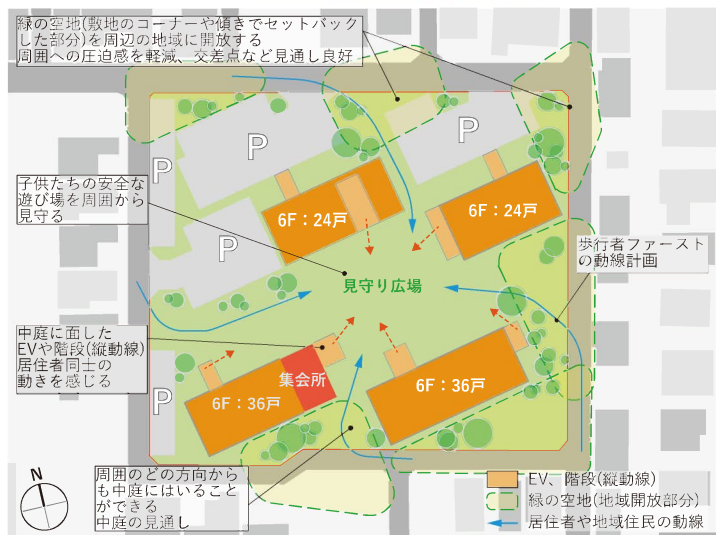 緑の空地(敷地のコーナーや傾きでセットバック
した部分)を周辺の地域に開放する
周囲への圧迫感を軽減、交差点など見通し良好
P
P
P
子供たちの安全な
遊び場を周囲から
見守る
6F：24戸
6F：24戸
P
歩行者ファースト
の動線計画
見守り広場
中庭に面した
EVや階段(縦動線)
居住者同士の
動きを感じる
集会所
P
6F：36戸
6F：36戸
周囲のどの方向から
も中庭にはいること
ができる
中庭の見通し
N
EV、階段(縦動線)
緑の空地(地域開放部分)
居住者や地域住民の動線